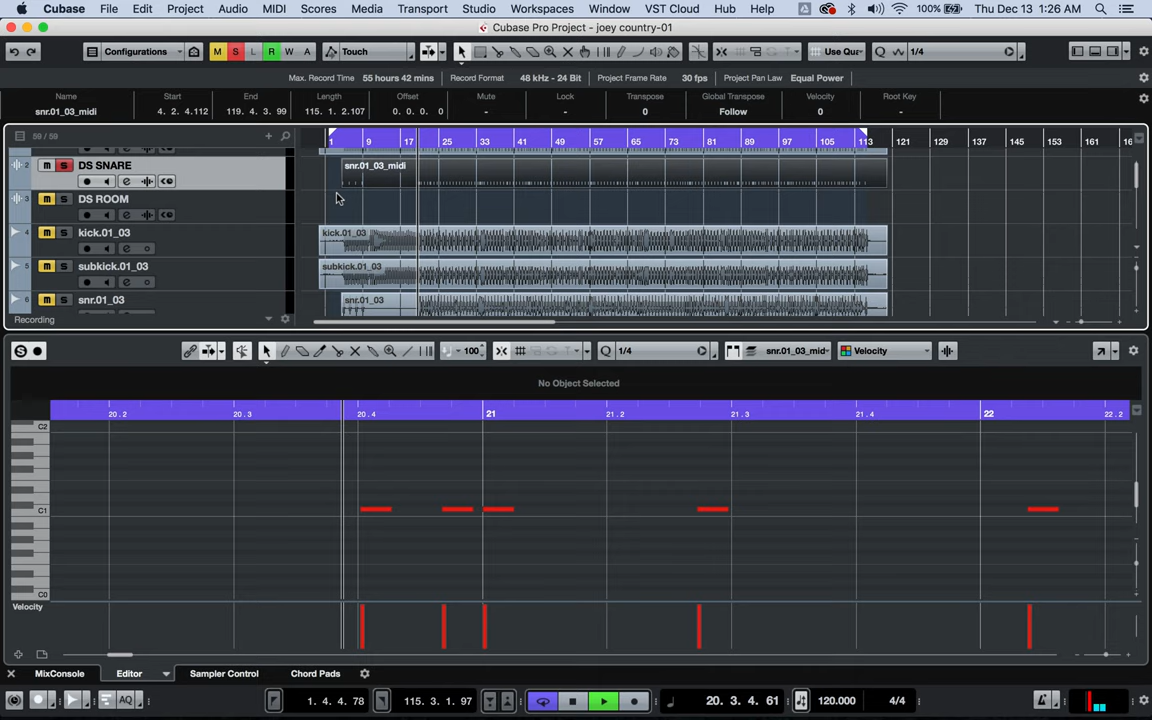 Cubase File Edit Project Audio MIDI Scores Media Transport Studio Workspaces Window VST Cloud Hub Help 100% Thu Dec 13 1:26 AM
Cubase Pro Project - joey country-01
Configurations M S L R W A Touch Use Qua Q 1/4
Max. Record Time 55 hours 42 mins Record Format 48 kHz - 24 Bit Project Frame Rate 30 fps Project Pan Law Equal Power
Name Start End Length Offset Mute Lock Transpose Global Transpose Velocity Root Key
snr.01_03_midi 4. 2. 4.112 119. 4. 3. 99 115. 1. 2.107 0. 0. 0. 0 - - 0 Follow 0 -
59 / 59 1 9 17 25 33 41 49 57 65 73 81 89 97 105 113 121 129 137 145 153 161
2 m S DS SNARE snr.01_03_midi
e
3 m S DS ROOM
e
4 m S kick.01_03 kick.01_03
e
5 m S subkick.01_03 subkick.01_03
e
6 m S snr.01_03 snr.01_03
Recording
S 100 Q 1/4 snr.01_03_mid Velocity
No Object Selected
20. 2 20. 3 20. 4 21 21. 2 21. 3 21. 4 22 22. 2
C2
C1
C0
Velocity
MixConsole Editor Sampler Control Chord Pads
AQ 1. 4. 4. 78 115. 3. 1. 97 20. 3. 4. 61 120.000 4/4